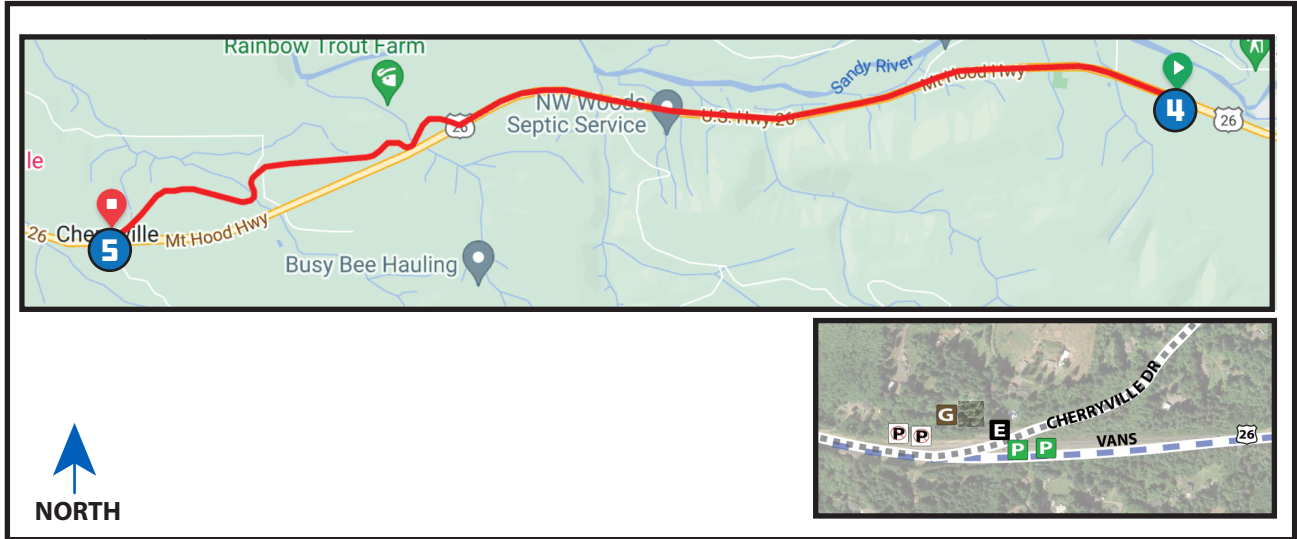 Rainbow Trout Farm
Sandy River
Mt Hood Hwy
4
26
NW Woods
Septic Service
U.S. Hwy 26
26
le
26
Mt Hood Hwy
5
Busy Bee Hauling
NORTH
G
P
P
E
P
P
CHERRYVILLE DR
VANS
26